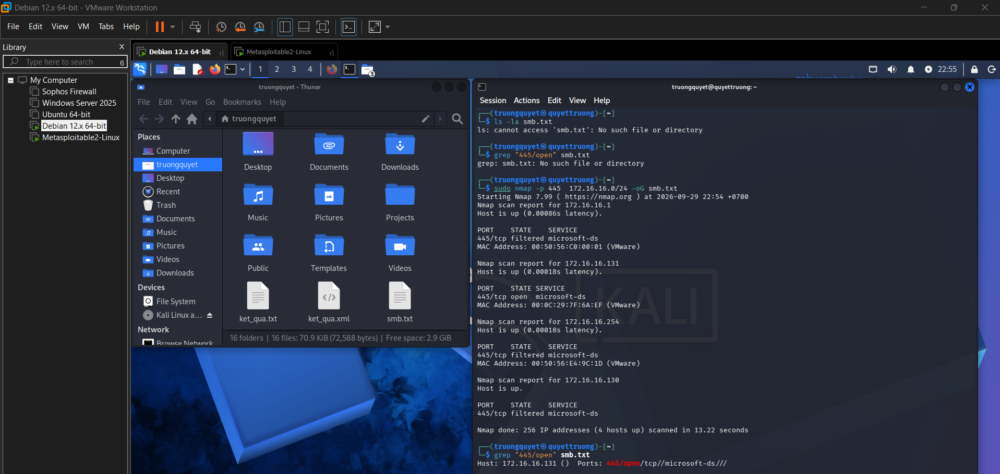 Debian 12.x 64-bit - VMware Workstation
File Edit View VM Tabs Help
Library
Type here to search
6
My Computer
Sophos Firewall
Windows Server 2025
Ubuntu 64-bit
Debian 12.x 64-bit
Metasploitable2-Linux
Debian 12.x 64-bit
Metasploitable2-Linux
1 2 3 4
3
22:55
truongquyet - Thunar
File Edit View Go Bookmarks Help
truongquyet
Places
Computer
truongquyet
Desktop
Recent
Trash
Documents
Music
Pictures
Videos
Downloads
Devices
File System
Kali Linux a...
Network
Browse Network
Desktop
Documents
Downloads
Music
Pictures
Projects
Public
Templates
Videos
ket_qua.txt
ket_qua.xml
smb.txt
16 folders | 16 files: 70.9 KiB (72,588 bytes) | Free space: 2.9 GiB
truongquyet@quyettruong: ~
Session Actions Edit View Help
┌──(truongquyet㉿quyettruong)-[~]
└─$ ls -la smb.txt
ls: cannot access 'smb.txt': No such file or directory
┌──(truongquyet㉿quyettruong)-[~]
└─$ grep "445/open" smb.txt
grep: smb.txt: No such file or directory
┌──(truongquyet㉿quyettruong)-[~]
└─$ sudo nmap -p 445  172.16.16.0/24 -oG smb.txt
Starting Nmap 7.99 ( https://nmap.org ) at 2026-09-29 22:54 +0700
Nmap scan report for 172.16.16.1
Host is up (0.00086s latency).
PORT    STATE    SERVICE
445/tcp filtered microsoft-ds
MAC Address: 00:50:56:C0:00:01 (VMware)
Nmap scan report for 172.16.16.131
Host is up (0.00018s latency).
PORT    STATE SERVICE
445/tcp open  microsoft-ds
MAC Address: 00:0C:29:7F:6A:EF (VMware)
Nmap scan report for 172.16.16.254
Host is up (0.00018s latency).
PORT    STATE    SERVICE
445/tcp filtered microsoft-ds
MAC Address: 00:50:56:E4:9C:1D (VMware)
Nmap scan report for 172.16.16.130
Host is up.
PORT    STATE    SERVICE
445/tcp filtered microsoft-ds
Nmap done: 256 IP addresses (4 hosts up) scanned in 13.22 seconds
┌──(truongquyet㉿quyettruong)-[~]
└─$ grep "445/open" smb.txt
Host: 172.16.16.131 ()  Ports: 445/open/tcp//microsoft-ds///
KALI